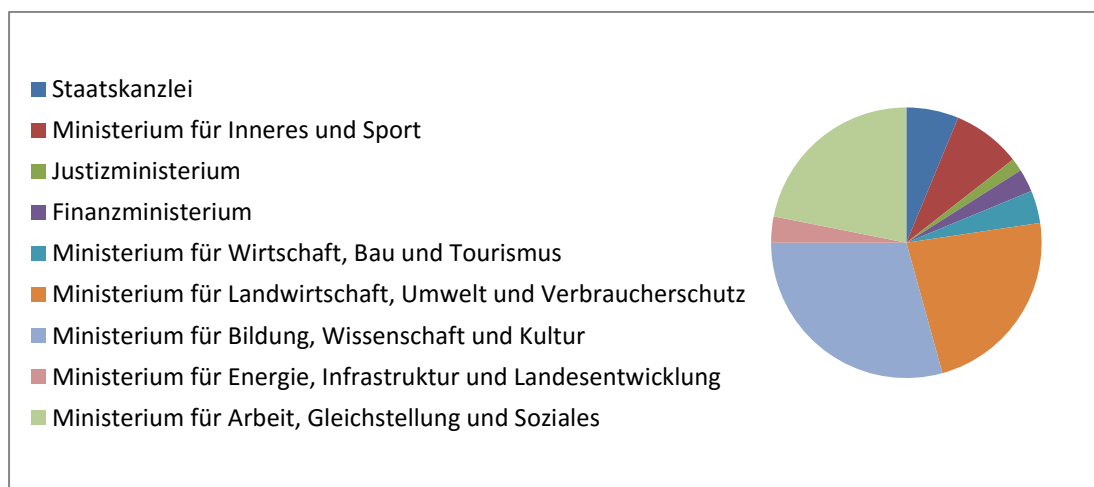 Staatskanzlei
Ministerium für Inneres und Sport
Justizministerium
Finanzministerium
Ministerium für Wirtschaft, Bau und Tourismus
Ministerium für Landwirtschaft, Umwelt und Verbraucherschutz
Ministerium für Bildung, Wissenschaft und Kultur
Ministerium für Energie, Infrastruktur und Landesentwicklung
Ministerium für Arbeit, Gleichstellung und Soziales